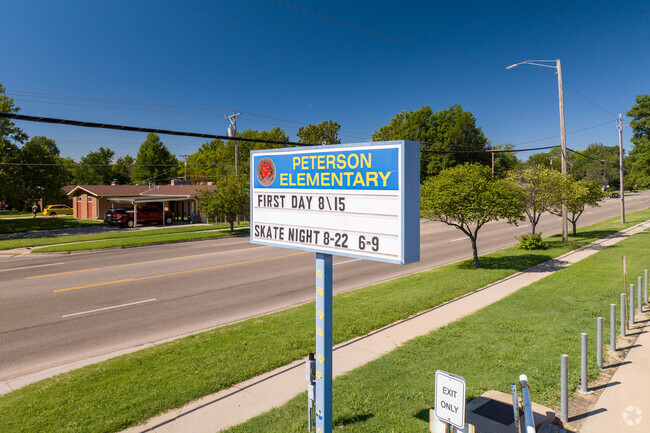 PETERSON
ELEMENTARY
FIRST DAY 8\15
SKATE NIGHT 8-22 6-9
EXIT
ONLY